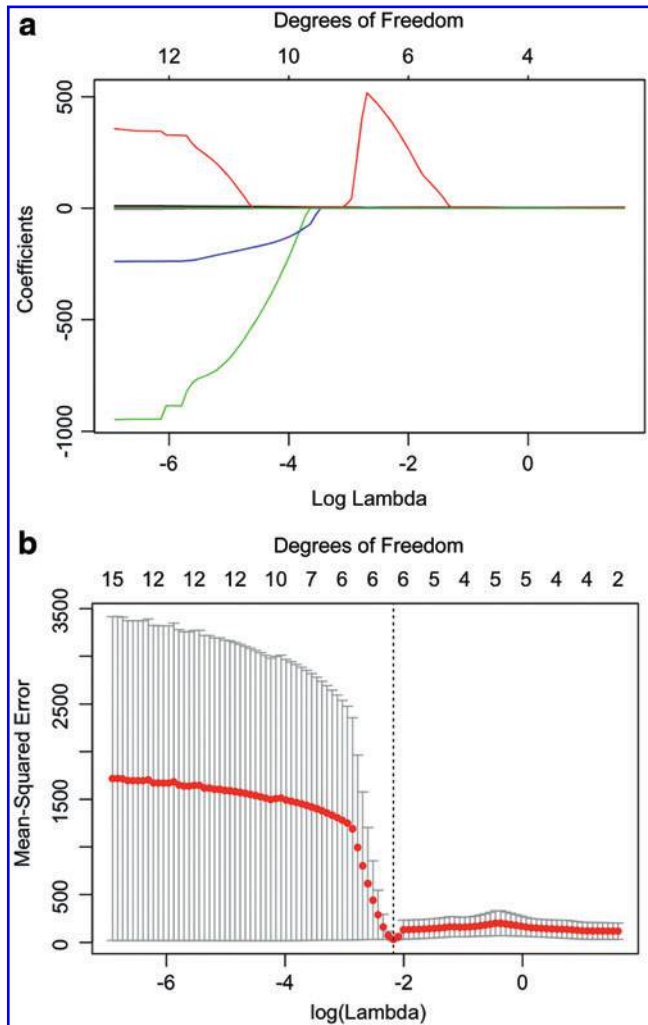 a
Degrees of Freedom
12 10 9 6 5 4
500
0
-500
-1000
Coefficients
-6 -4 -2 0
Log Lambda
b
Degrees of Freedom
15 12 12 12 10 7 6 6 6 5 4 5 5 4 4 2
3500
2500
1500
500
0
Mean-Squared Error
-6 -4 -2 0
log(Lambda)